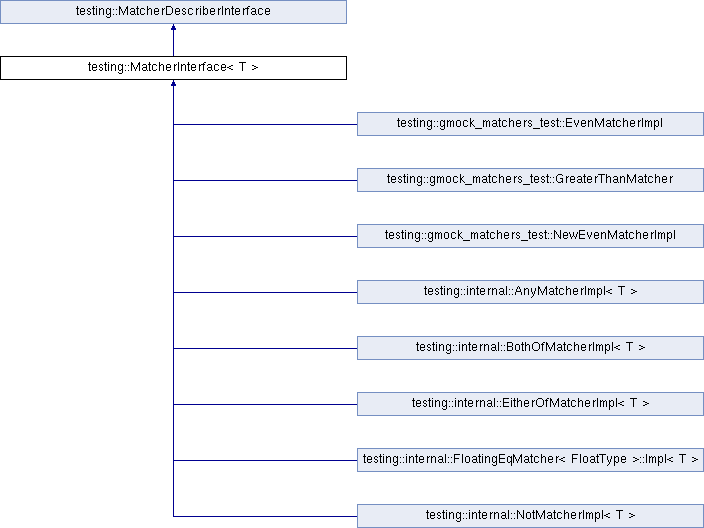 testing::MatcherDescriberInterface
testing::MatcherInterface< T >
testing::gmock_matchers_test::EvenMatcherImpl
testing::gmock_matchers_test::GreaterThanMatcher
testing::gmock_matchers_test::NewEvenMatcherImpl
testing::internal::AnyMatcherImpl< T >
testing::internal::BothOfMatcherImpl< T >
testing::internal::EitherOfMatcherImpl< T >
testing::internal::FloatingEqMatcher< FloatType >::Impl< T >
testing::internal::NotMatcherImpl< T >